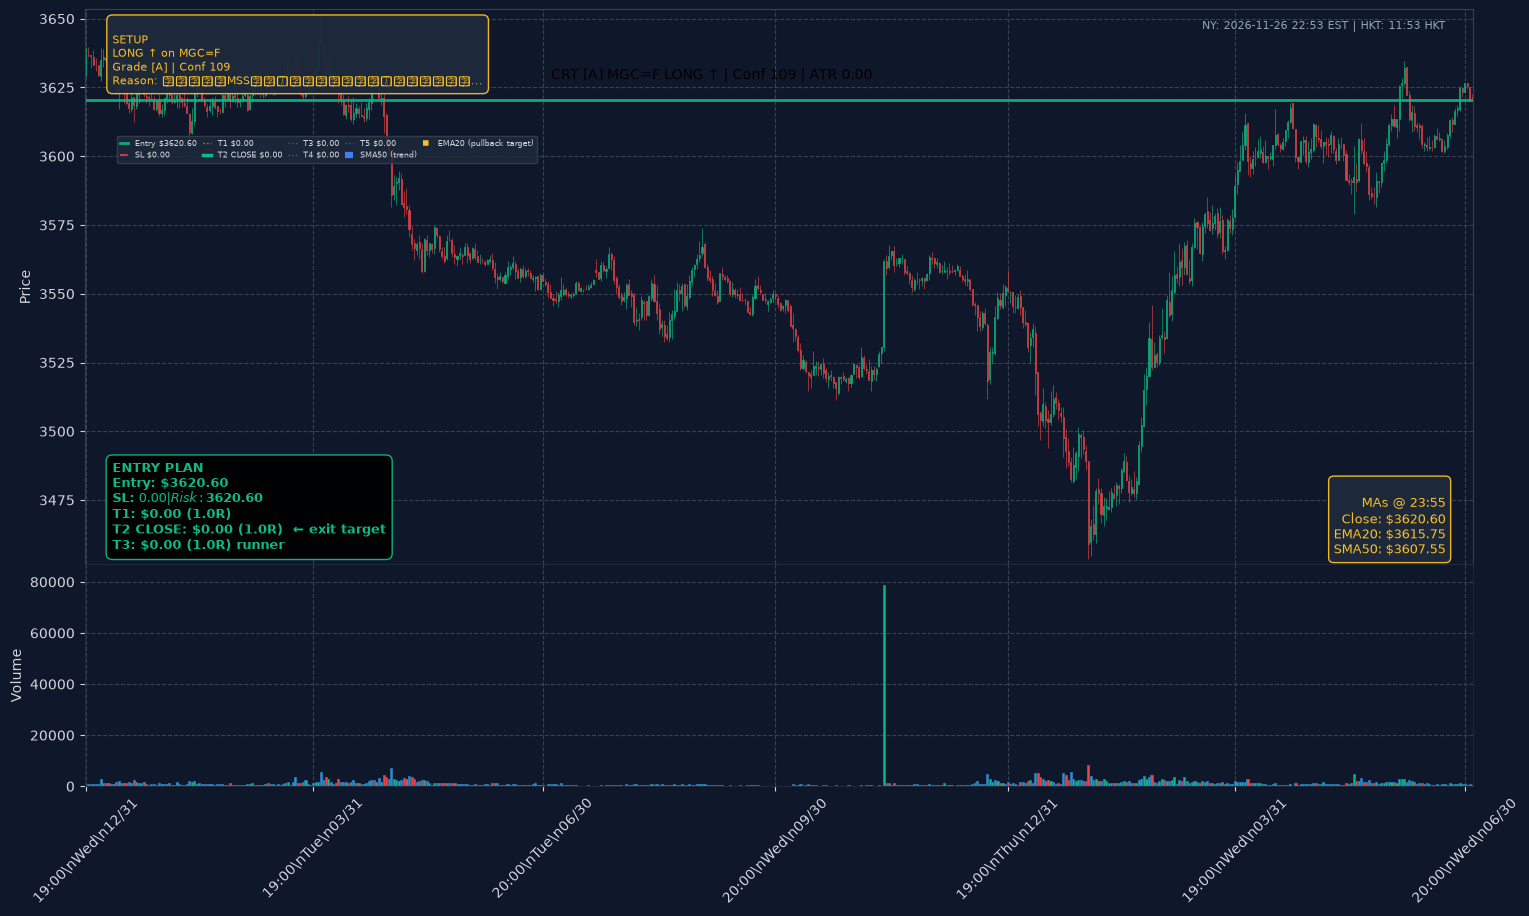 NY: 2026-11-26 22:53 EST | HKT: 11:53 HKT
SETUP
LONG ↑ on MGC=F
Grade [A] | Conf 109
Reason: MSS ...
CRT [A] MGC=F LONG ↑ | Conf 109 | ATR 0.00
Entry $3620.60
SL $0.00
T1 $0.00
T2 CLOSE $0.00
T3 $0.00
T4 $0.00
T5 $0.00
SMA50 (trend)
EMA20 (pullback target)
Price
3650
3625
3600
3575
3550
3525
3500
3475
ENTRY PLAN
Entry: $3620.60
SL: 0.00|Risk:3620.60
T1: $0.00 (1.0R)
T2 CLOSE: $0.00 (1.0R) ← exit target
T3: $0.00 (1.0R) runner
MAs @ 23:55
Close: $3620.60
EMA20: $3615.75
SMA50: $3607.55
Volume
80000
60000
40000
20000
0
19:00\nWed\n12/31
19:00\nTue\n03/31
20:00\nTue\n06/30
20:00\nWed\n09/30
19:00\nThu\n12/31
19:00\nWed\n03/31
20:00\nWed\n06/30